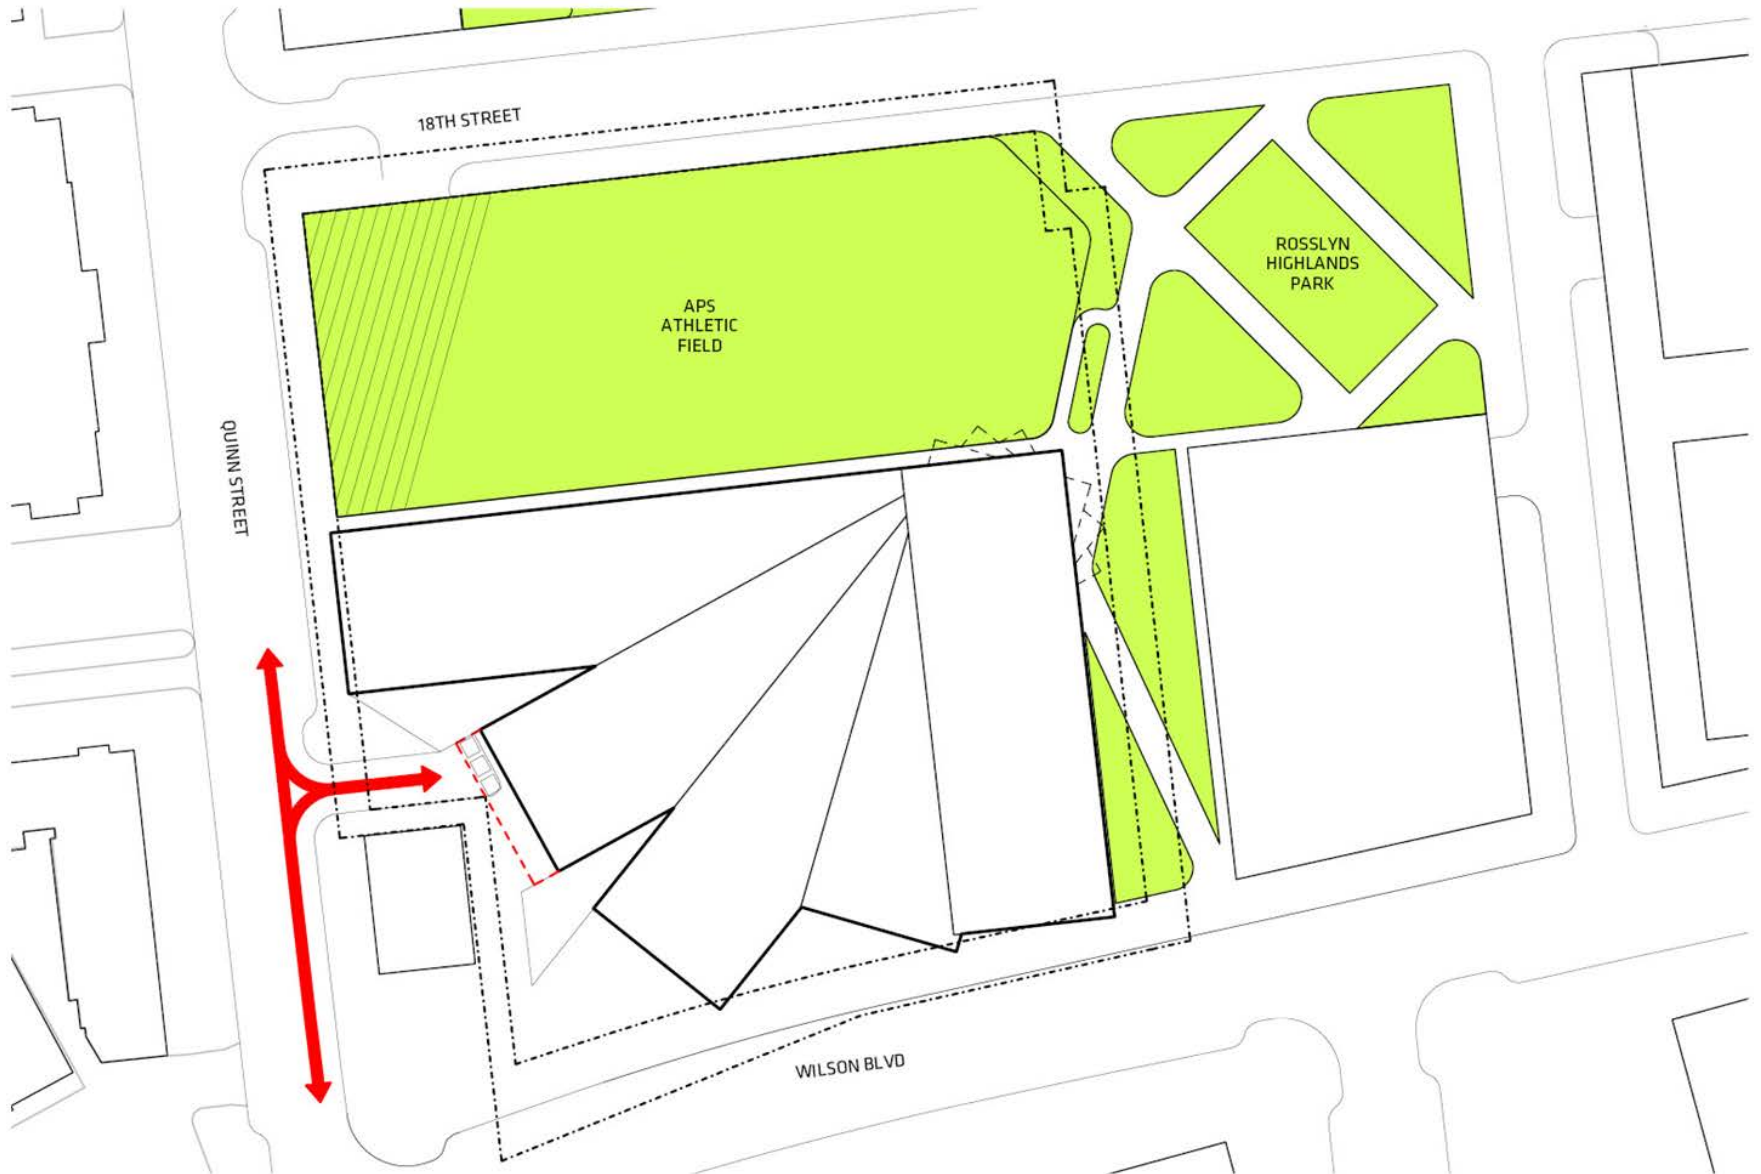 18TH STREET
ROSSLYN
HIGHLANDS
PARK
APS
ATHLETIC
FIELD
QUINN STREET
WILSON BLVD